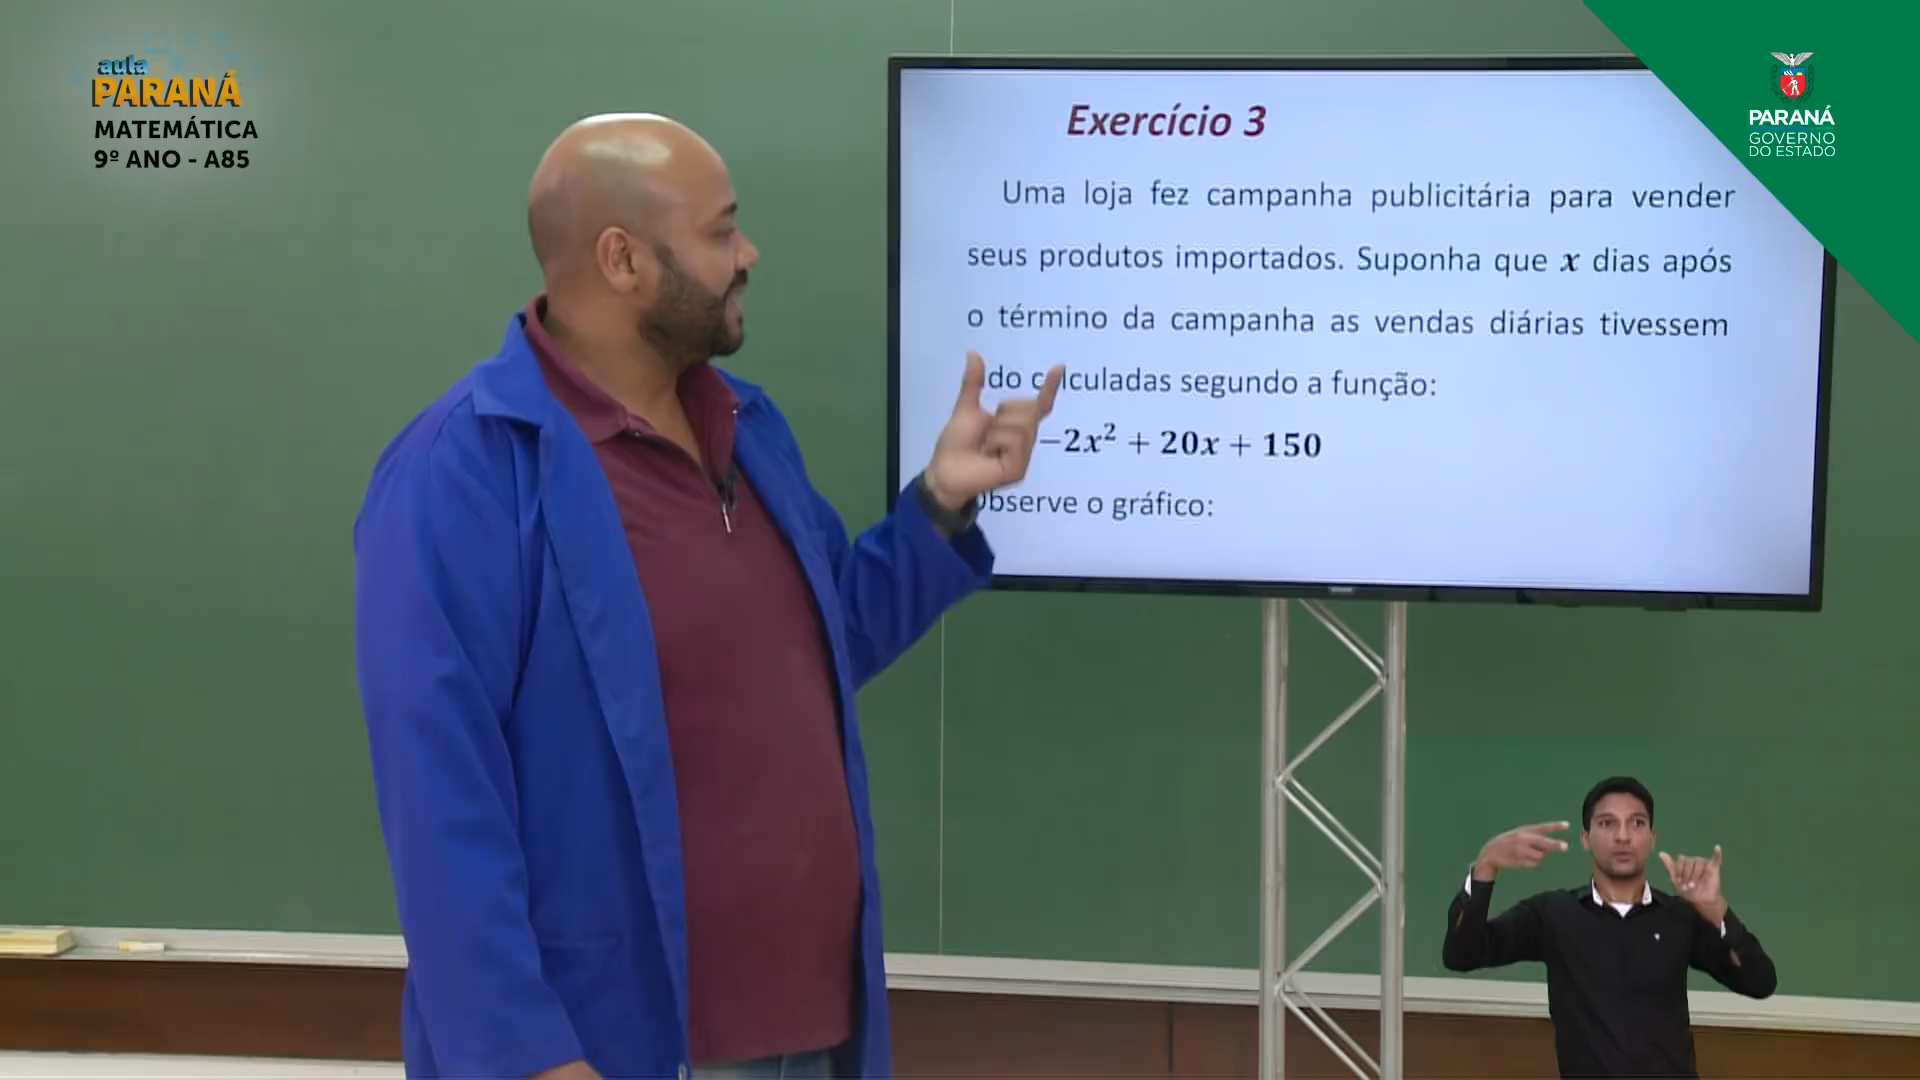 aula
PARANÁ
MATEMÁTICA
9º ANO - A85
Exercício 3
Uma loja fez campanha publicitária para vender
seus produtos importados. Suponha que x dias após
o término da campanha as vendas diárias tivessem
calculadas segundo a função:
−2x² + 20x + 150
Observe o gráfico:
PARANÁ
GOVERNO
DO ESTADO